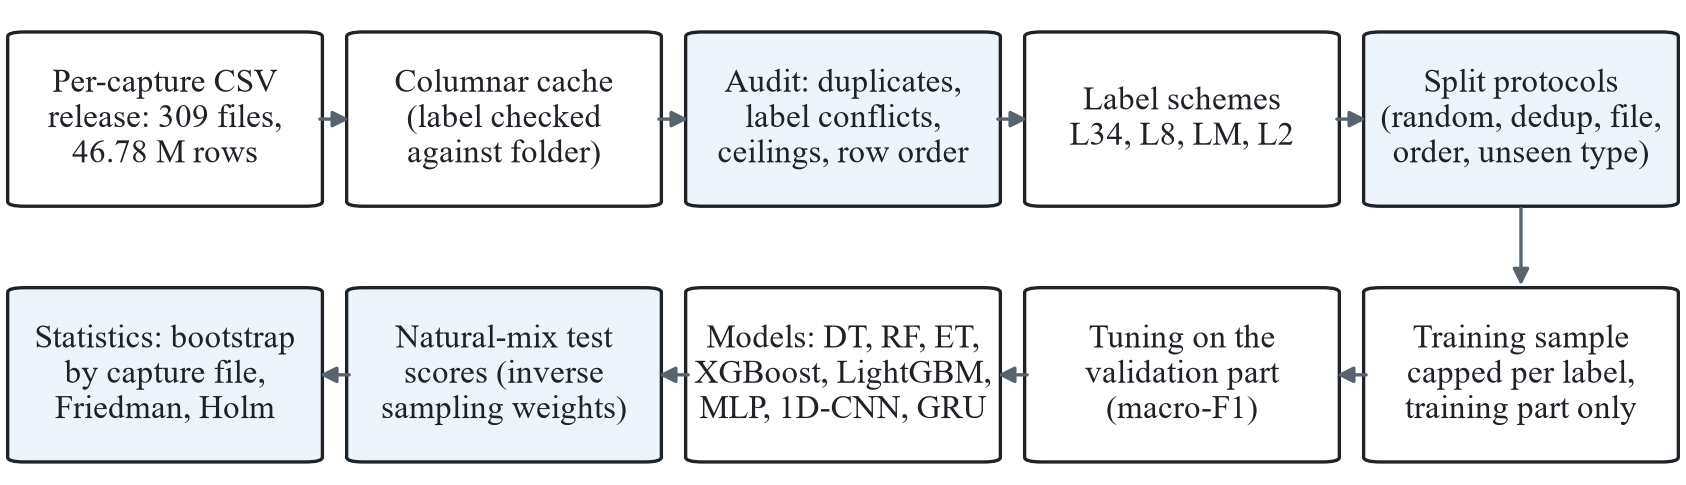 Per-capture CSV
release: 309 files,
46.78 M rows
Columnar cache
(label checked
against folder)
Audit: duplicates,
label conflicts,
ceilings, row order
Label schemes
L34, L8, LM, L2
Split protocols
(random, dedup, file,
order, unseen type)
Training sample
capped per label,
training part only
Tuning on the
validation part
(macro-F1)
Models: DT, RF, ET,
XGBoost, LightGBM,
MLP, 1D-CNN, GRU
Natural-mix test
scores (inverse
sampling weights)
Statistics: bootstrap
by capture file,
Friedman, Holm